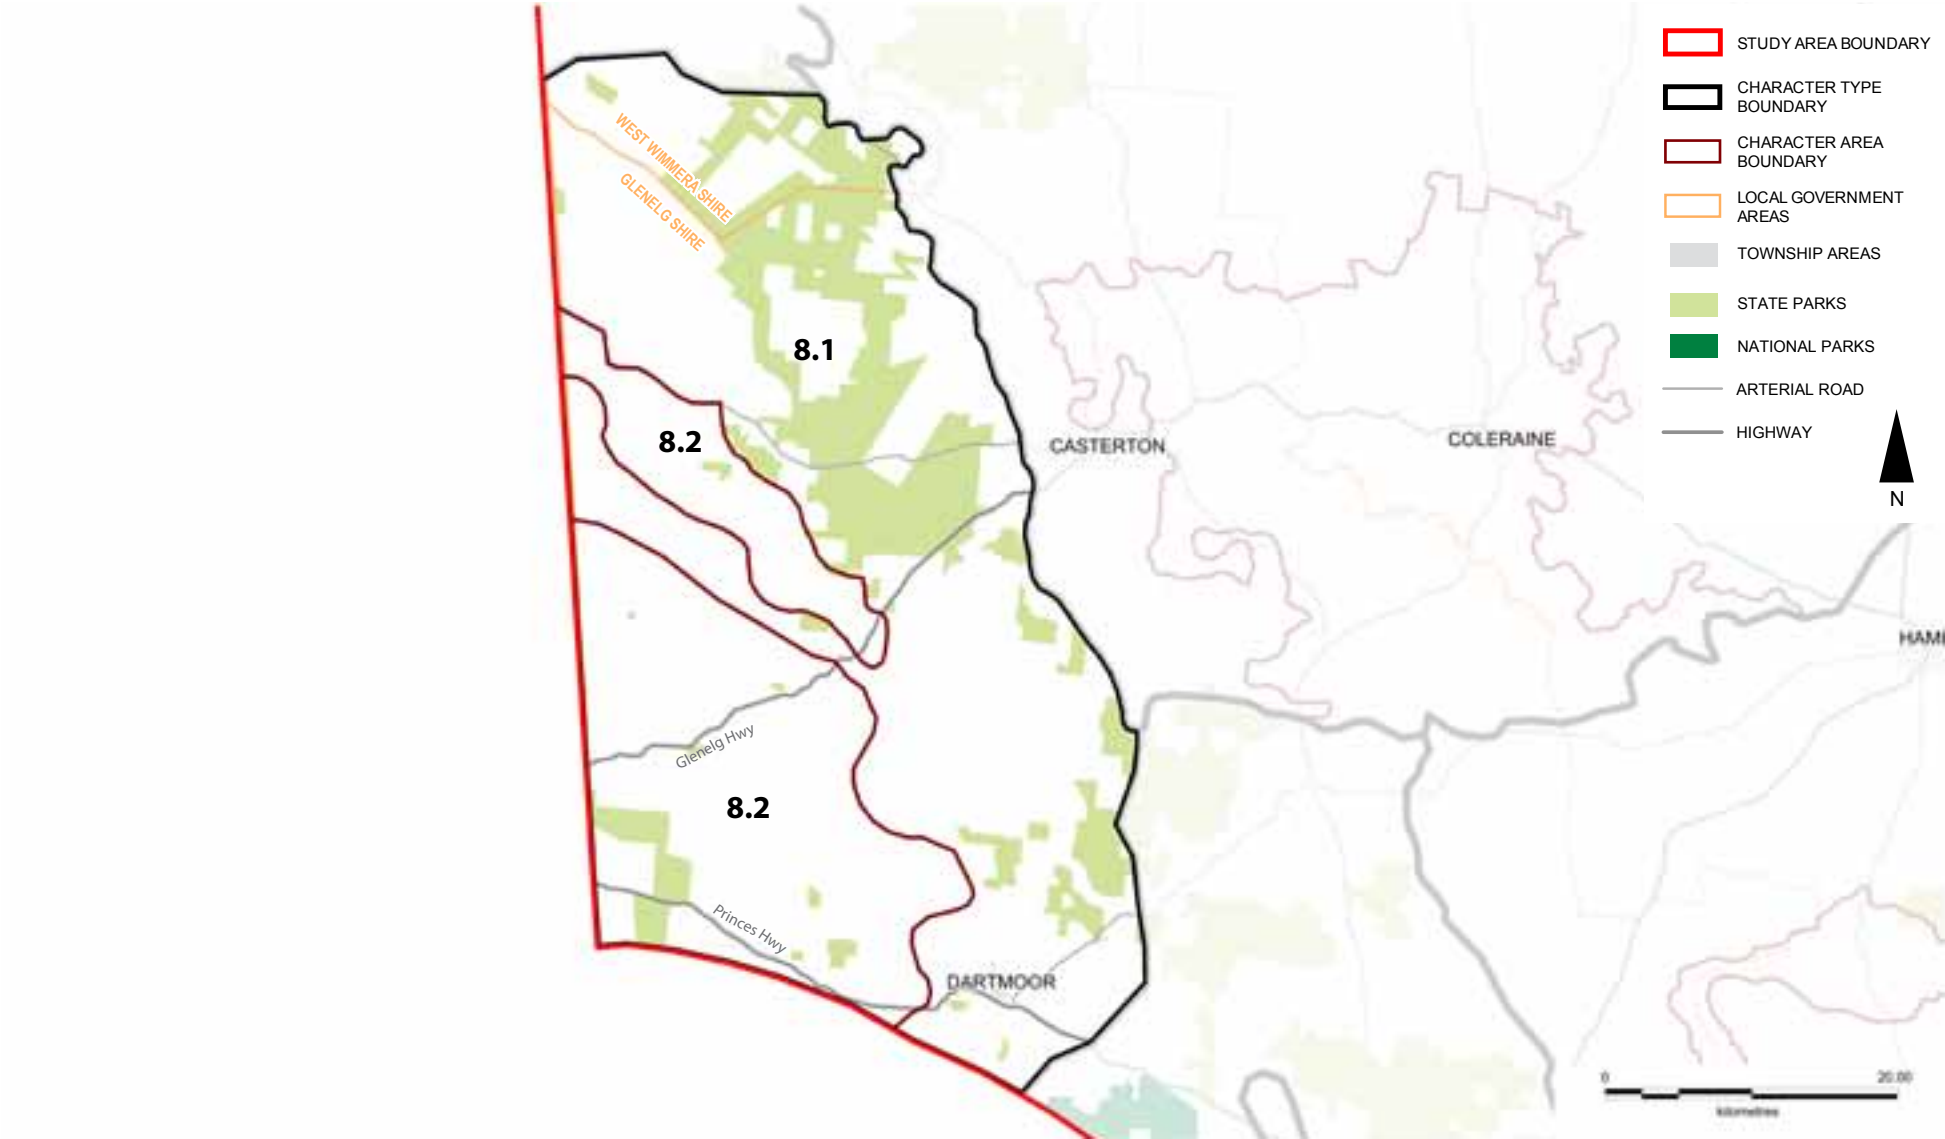 STUDY AREA BOUNDARY
CHARACTER TYPE
BOUNDARY
CHARACTER AREA
BOUNDARY
LOCAL GOVERNMENT
AREAS
TOWNSHIP AREAS
STATE PARKS
NATIONAL PARKS
ARTERIAL ROAD
HIGHWAY
N
WEST WIMMERA SHIRE
GLENELG SHIRE
8.1
8.2
CASTERTON
COLERAINE
HAMI
Glenelg Hwy
8.2
Princes Hwy
DARTMOOR
0 20.00
kilometres